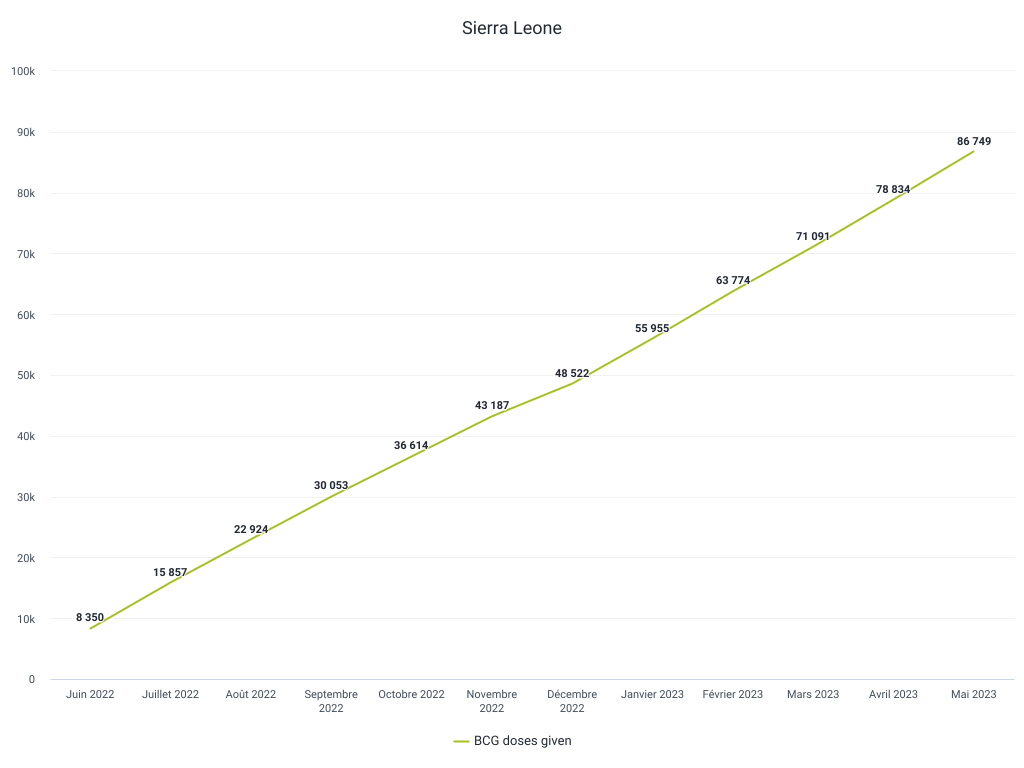 Sierra Leone
100k
90k
80k
70k
60k
50k
40k
30k
20k
10k
0
8 350
15 857
22 924
30 053
36 614
43 187
48 522
55 955
63 774
71 091
78 834
86 749
Juin 2022
Juillet 2022
Août 2022
Septembre
2022
Octobre 2022
Novembre
2022
Décembre
2022
Janvier 2023
Février 2023
Mars 2023
Avril 2023
Mai 2023
BCG doses given